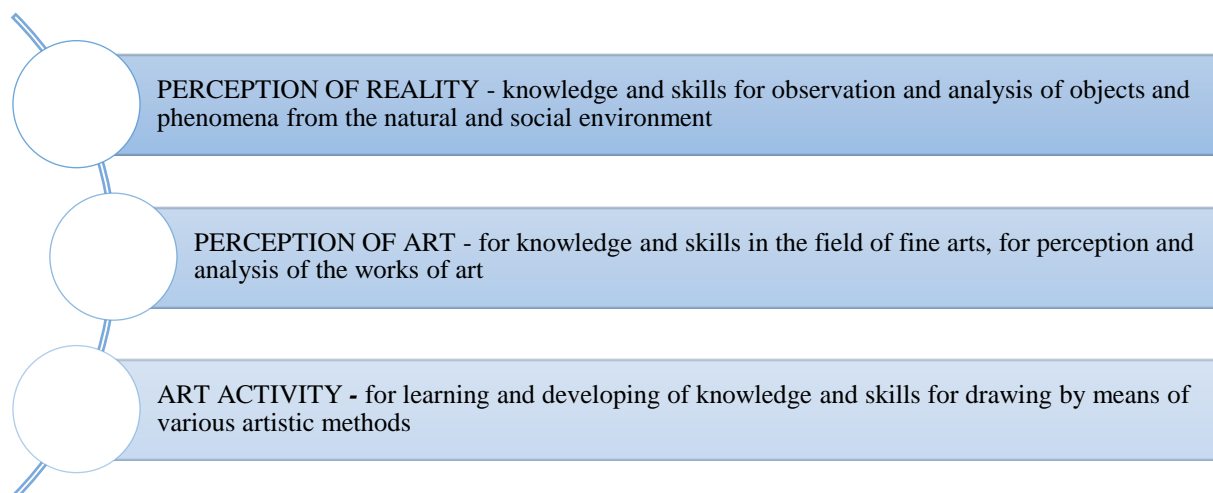 PERCEPTION OF REALITY - knowledge and skills for observation and analysis of objects and
phenomena from the natural and social environment
PERCEPTION OF ART - for knowledge and skills in the field of fine arts, for perception and
analysis of the works of art
ART ACTIVITY - for learning and developing of knowledge and skills for drawing by means of
various artistic methods